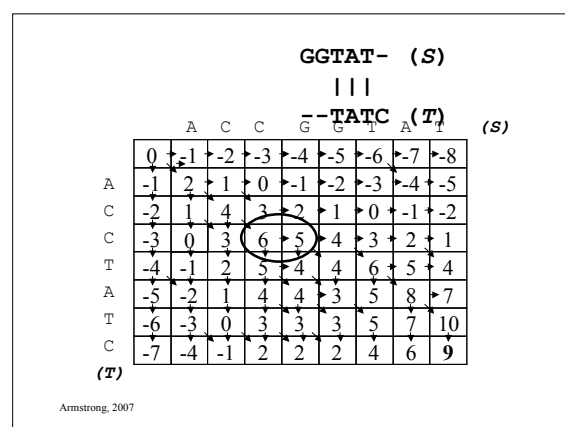 GGTAT- (S)
|||
--TATC (T)
A C C G G T A T (S)
0 -1 -2 -3 -4 -5 -6 -7 -8
A -1 2 1 0 -1 -2 -3 -4 -5
C -2 1 4 3 2 1 0 -1 -2
C -3 0 3 6 5 4 3 2 1
T -4 -1 2 5 4 4 6 5 4
A -5 -2 1 4 4 3 5 8 7
T -6 -3 0 3 3 3 5 7 10
C -7 -4 -1 2 2 2 4 6 9
(T)
Armstrong, 2007